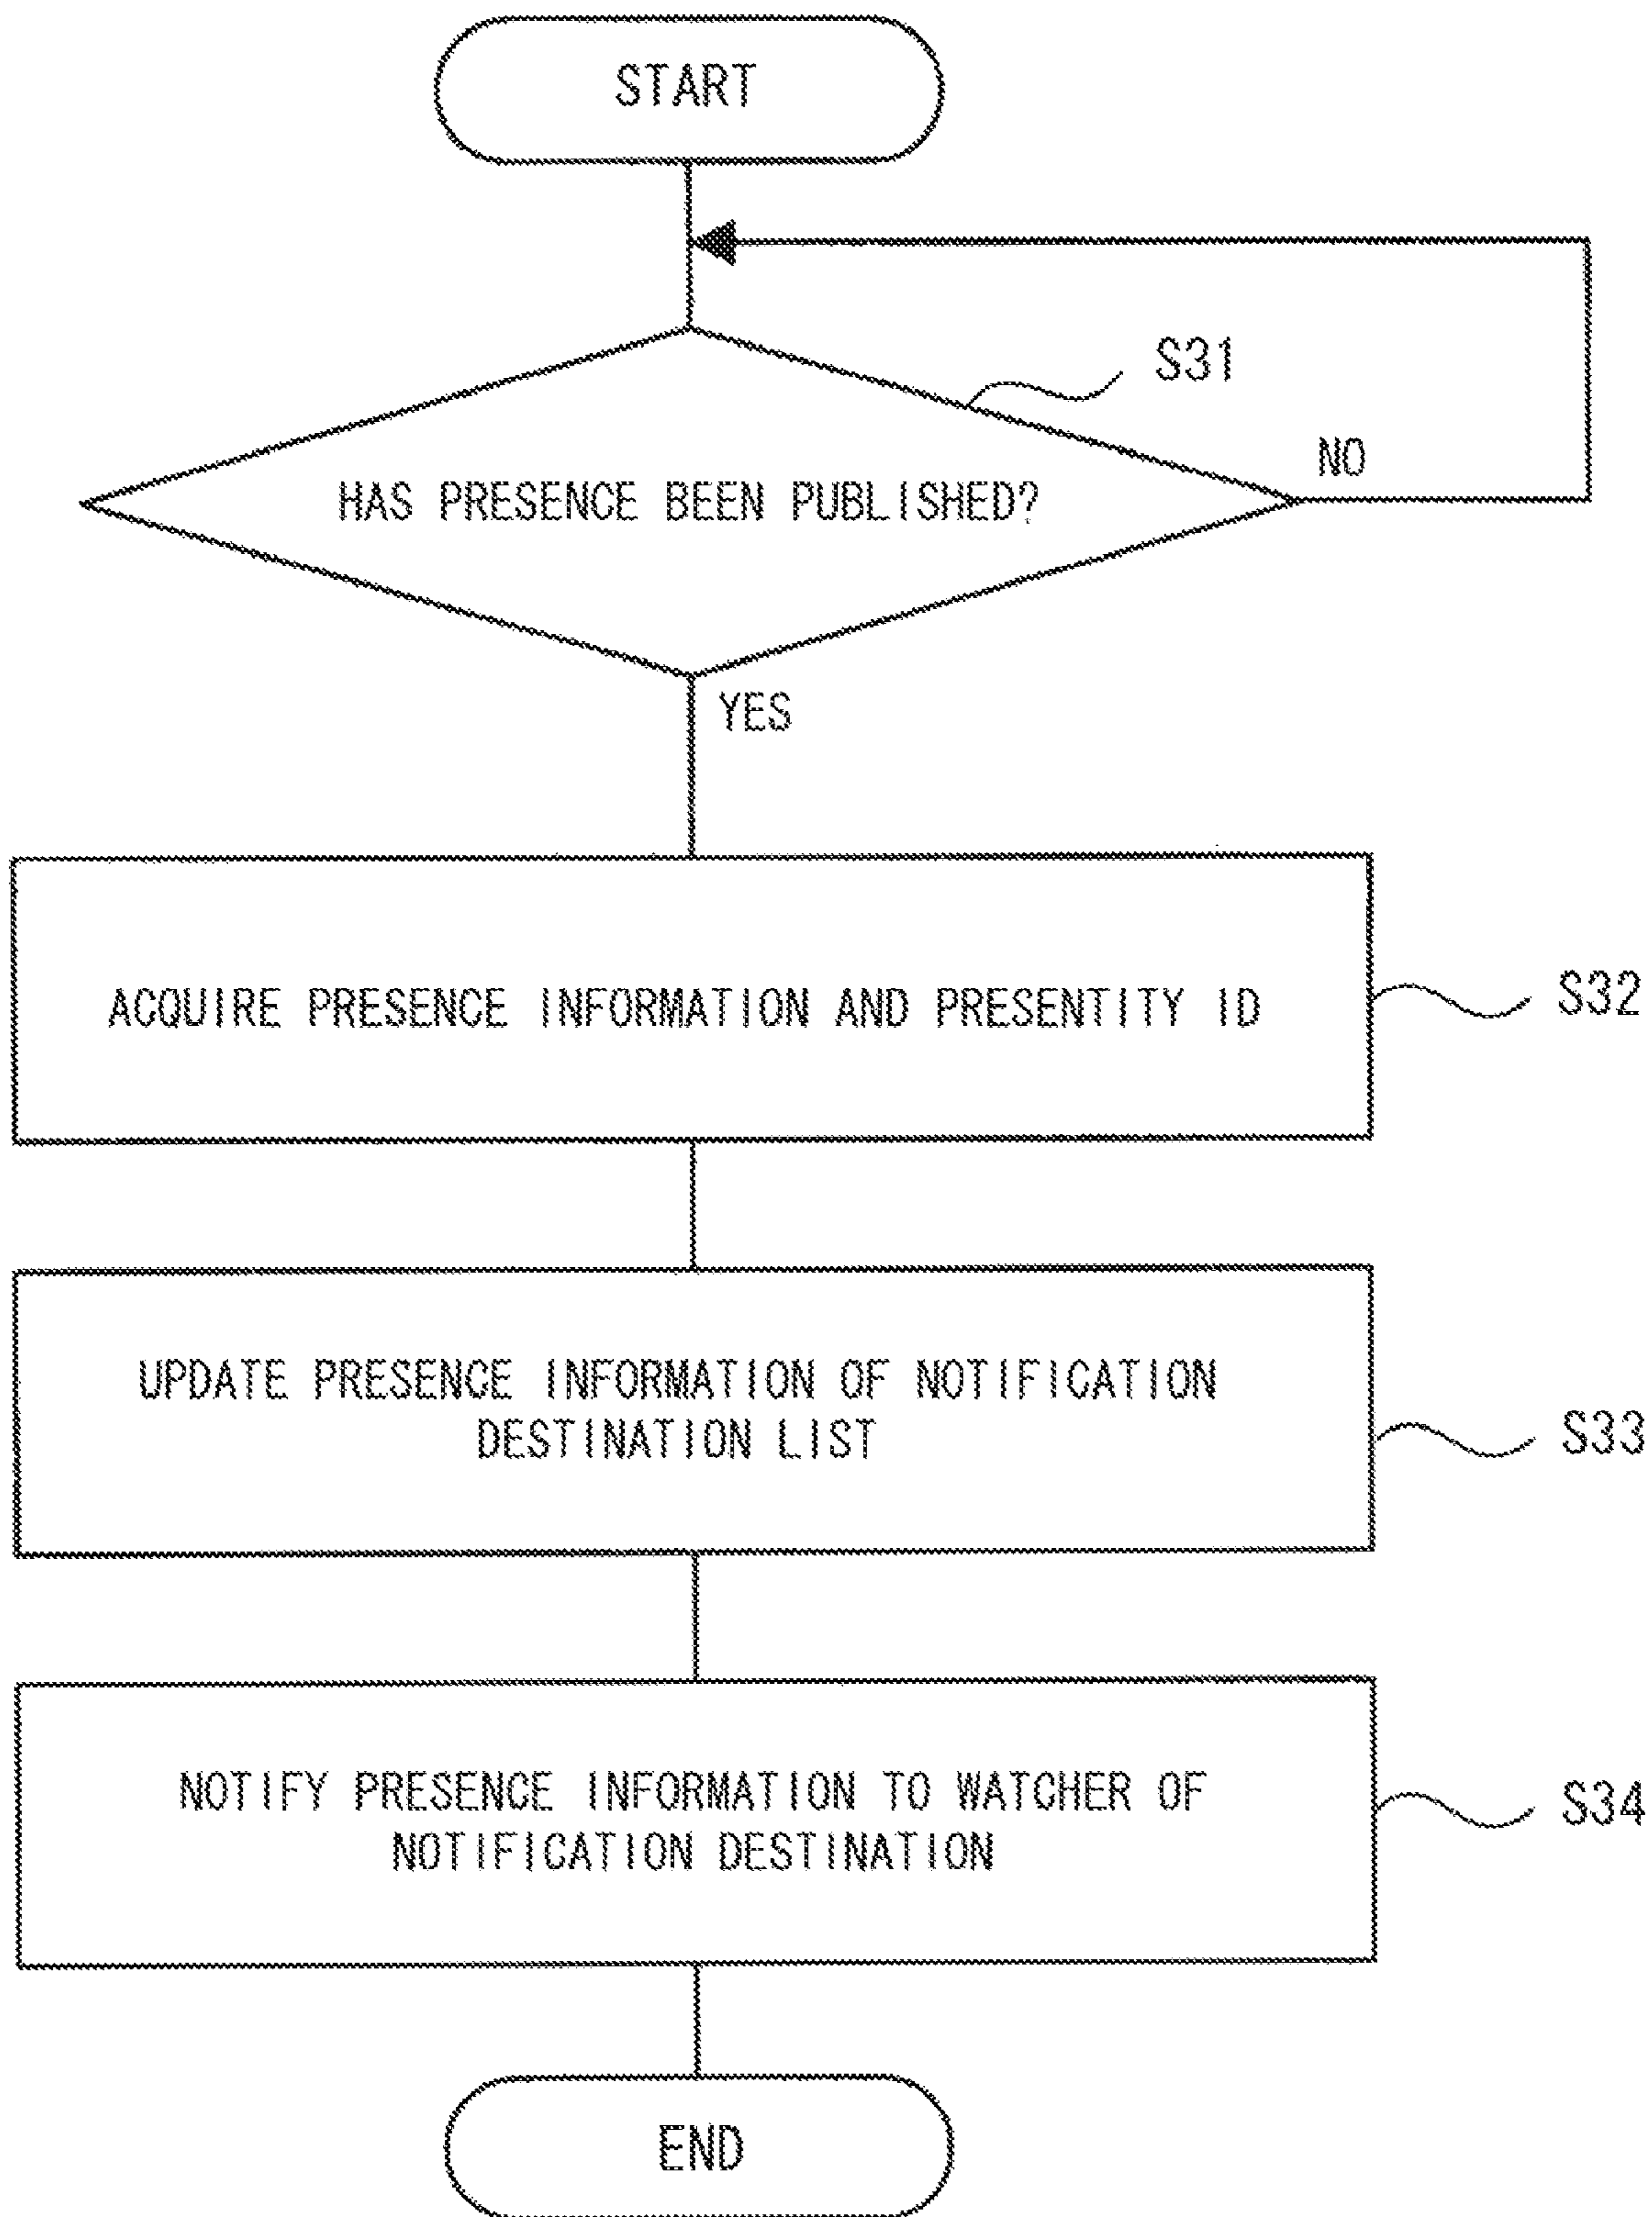 START
S31
NO
HAS PRESENCE BEEN PUBLISHED?
YES
ACQUIRE PRESENCE INFORMATION AND PRESENTITY ID
S32
UPDATE PRESENCE INFORMATION OF NOTIFICATION
DESTINATION LIST
S33
NOTIFY PRESENCE INFORMATION TO WATCHER OF
NOTIFICATION DESTINATION
S34
END